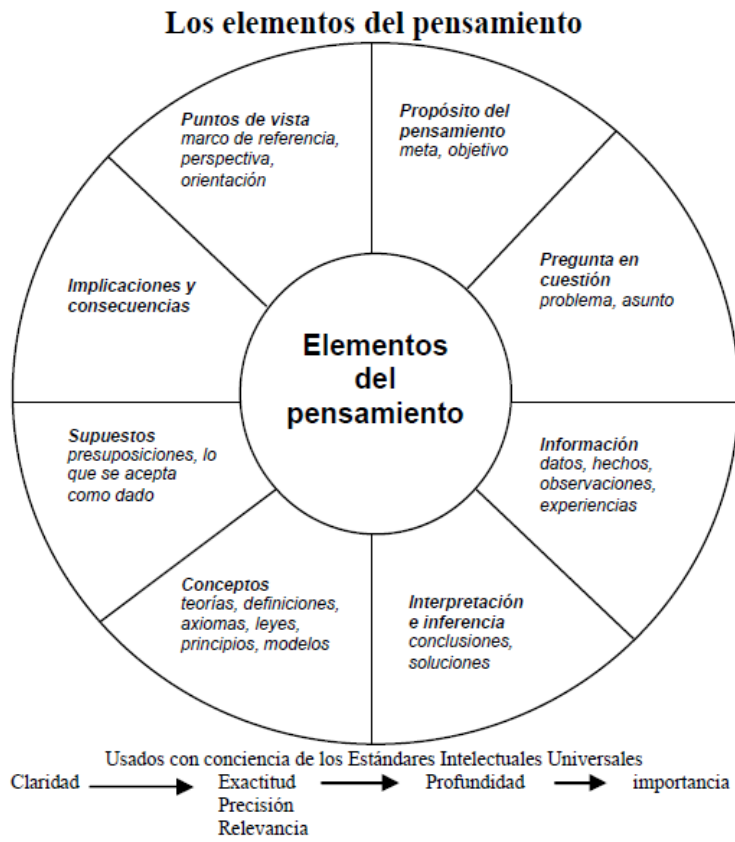 Los elementos del pensamiento
Puntos de vista
marco de referencia,
perspectiva,
orientación
Propósito del
pensamiento
meta, objetivo
Pregunta en
cuestión
problema, asunto
Implicaciones y
consecuencias
Elementos
del
pensamiento
Supuestos
presuposiciones, lo
que se acepta
como dado
Información
datos, hechos,
observaciones,
experiencias
Conceptos
teorías, definiciones,
axiomas, leyes,
principios, modelos
Interpretación
e inferencia
conclusiones,
soluciones
Usados con conciencia de los Estándares Intelectuales Universales
Claridad Exactitud Profundidad importancia
Precisión
Relevancia